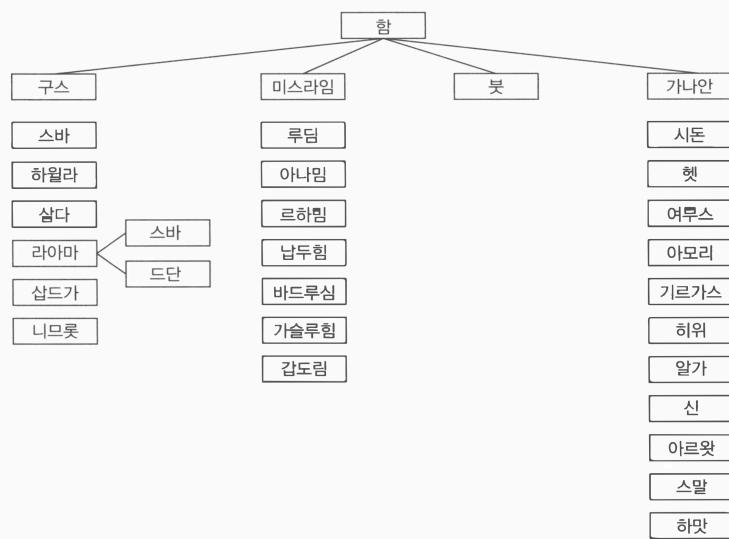 함
구스
미스라임
붓
가나안
스바
하윌라
삽다
라아마
스바
드단
삽드가
니므롯
루딤
아나밈
르하빔
납두힘
바드루심
가슬루힘
갑도림
시돈
헷
여뿌스
아모리
기르가스
히위
알가
신
아르왓
스말
하맛